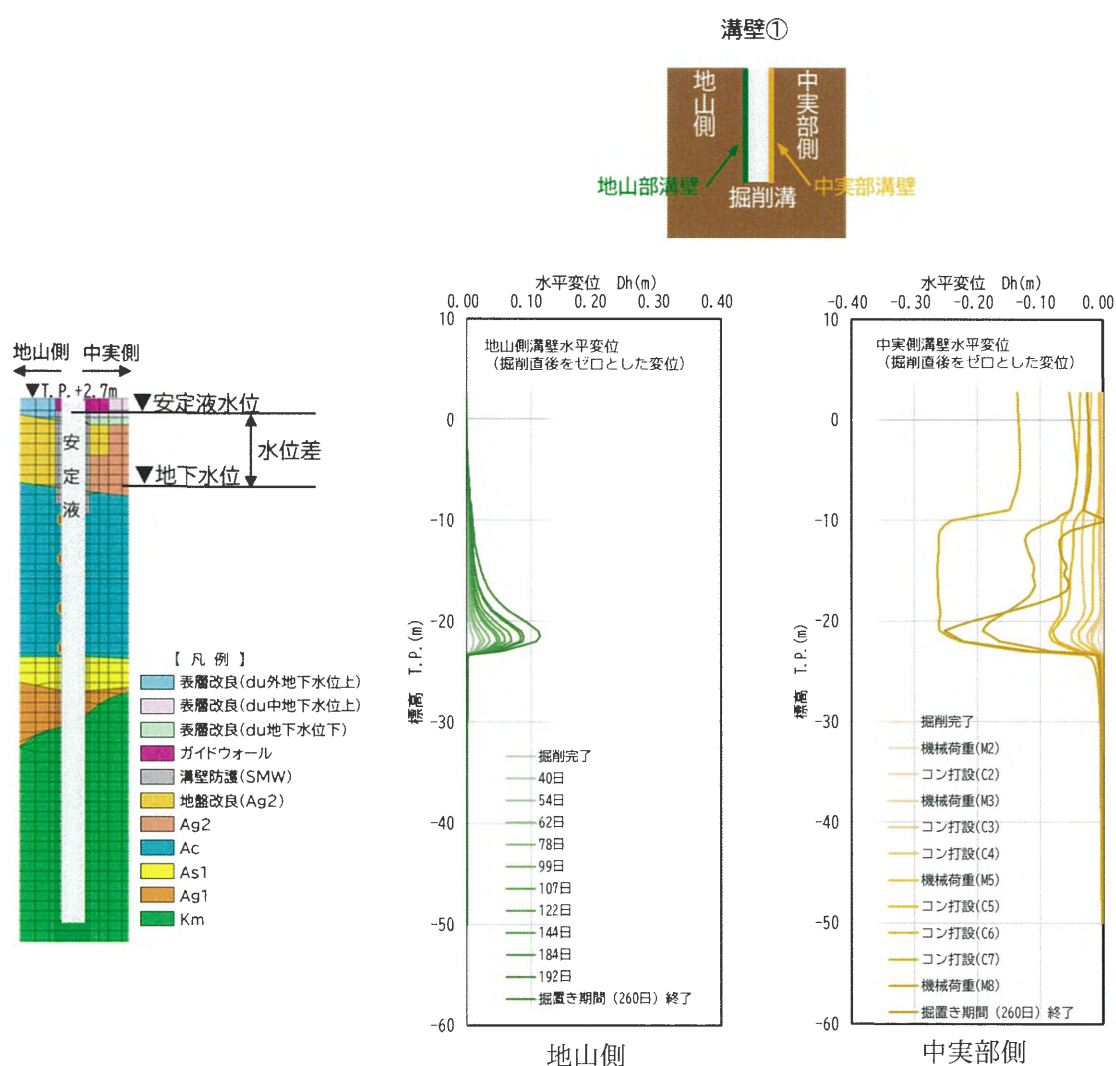 溝壁①
地山側
中実部側
地山部溝壁
中実部溝壁
掘削溝
地山側 中実側
▼T.P.+2.7m
▼安定液水位
水位差
▼地下水位
安定液
【 凡 例 】
表層改良(du外地下水位上)
表層改良(du中地下水位上)
表層改良(du地下水位下)
ガイドウォール
溝壁防護(SMW)
地盤改良(Ag2)
Ag2
Ac
As1
Ag1
Km
水平変位 Dh(m)
0.00 0.10 0.20 0.30 0.40
10
0
-10
-20
-30
-40
-50
-60
標高 T.P.(m)
地山側溝壁水平変位
(掘削直後をゼロとした変位)
掘削完了
40日
54日
62日
78日
99日
107日
122日
144日
184日
192日
掘置き期間（260日）終了
地山側
水平変位 Dh(m)
-0.40 -0.30 -0.20 -0.10 0.00
10
0
-10
-20
-30
-40
-50
-60
標高 T.P.(m)
中実側溝壁水平変位
(掘削直後をゼロとした変位)
掘削完了
機械荷重(M2)
コン打設(C2)
機械荷重(M3)
コン打設(C3)
コン打設(C4)
機械荷重(M5)
コン打設(C5)
コン打設(C6)
コン打設(C7)
機械荷重(M8)
掘置き期間（260日）終了
中実部側